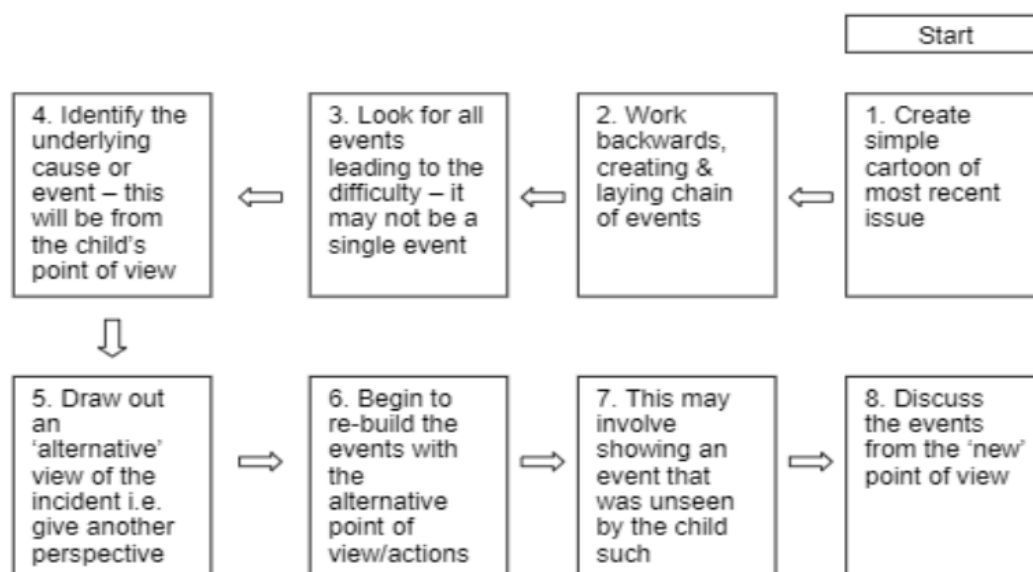 Start
1. Create
simple
cartoon of
most recent
issue
2. Work
backwards,
creating &
laying chain
of events
3. Look for all
events
leading to the
difficulty – it
may not be a
single event
4. Identify the
underlying
cause or
event – this
will be from
the child's
point of view
5. Draw out
an
'alternative'
view of the
incident i.e.
give another
perspective
6. Begin to
re-build the
events with
the
alternative
point of
view/actions
7. This may
involve
showing an
event that
was unseen
by the child
such
8. Discuss
the events
from the 'new'
point of view